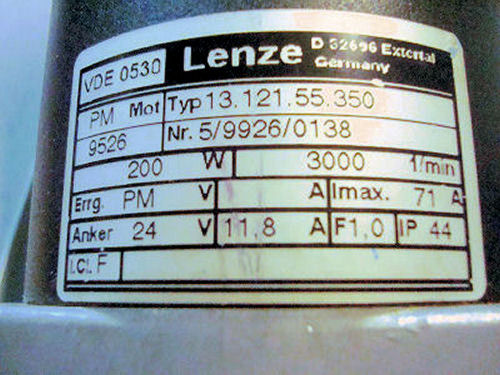 VDE 0530 Lenze D 32696 Extertal
Germany
PM Mot Typ 13.121.55.350
9526 Nr. 5/9926/0138
200 W 3000 1/min
Errg. PM V A Imax. 71 A
Anker 24 V 11,8 A F1,0 IP 44
I.Cl. F